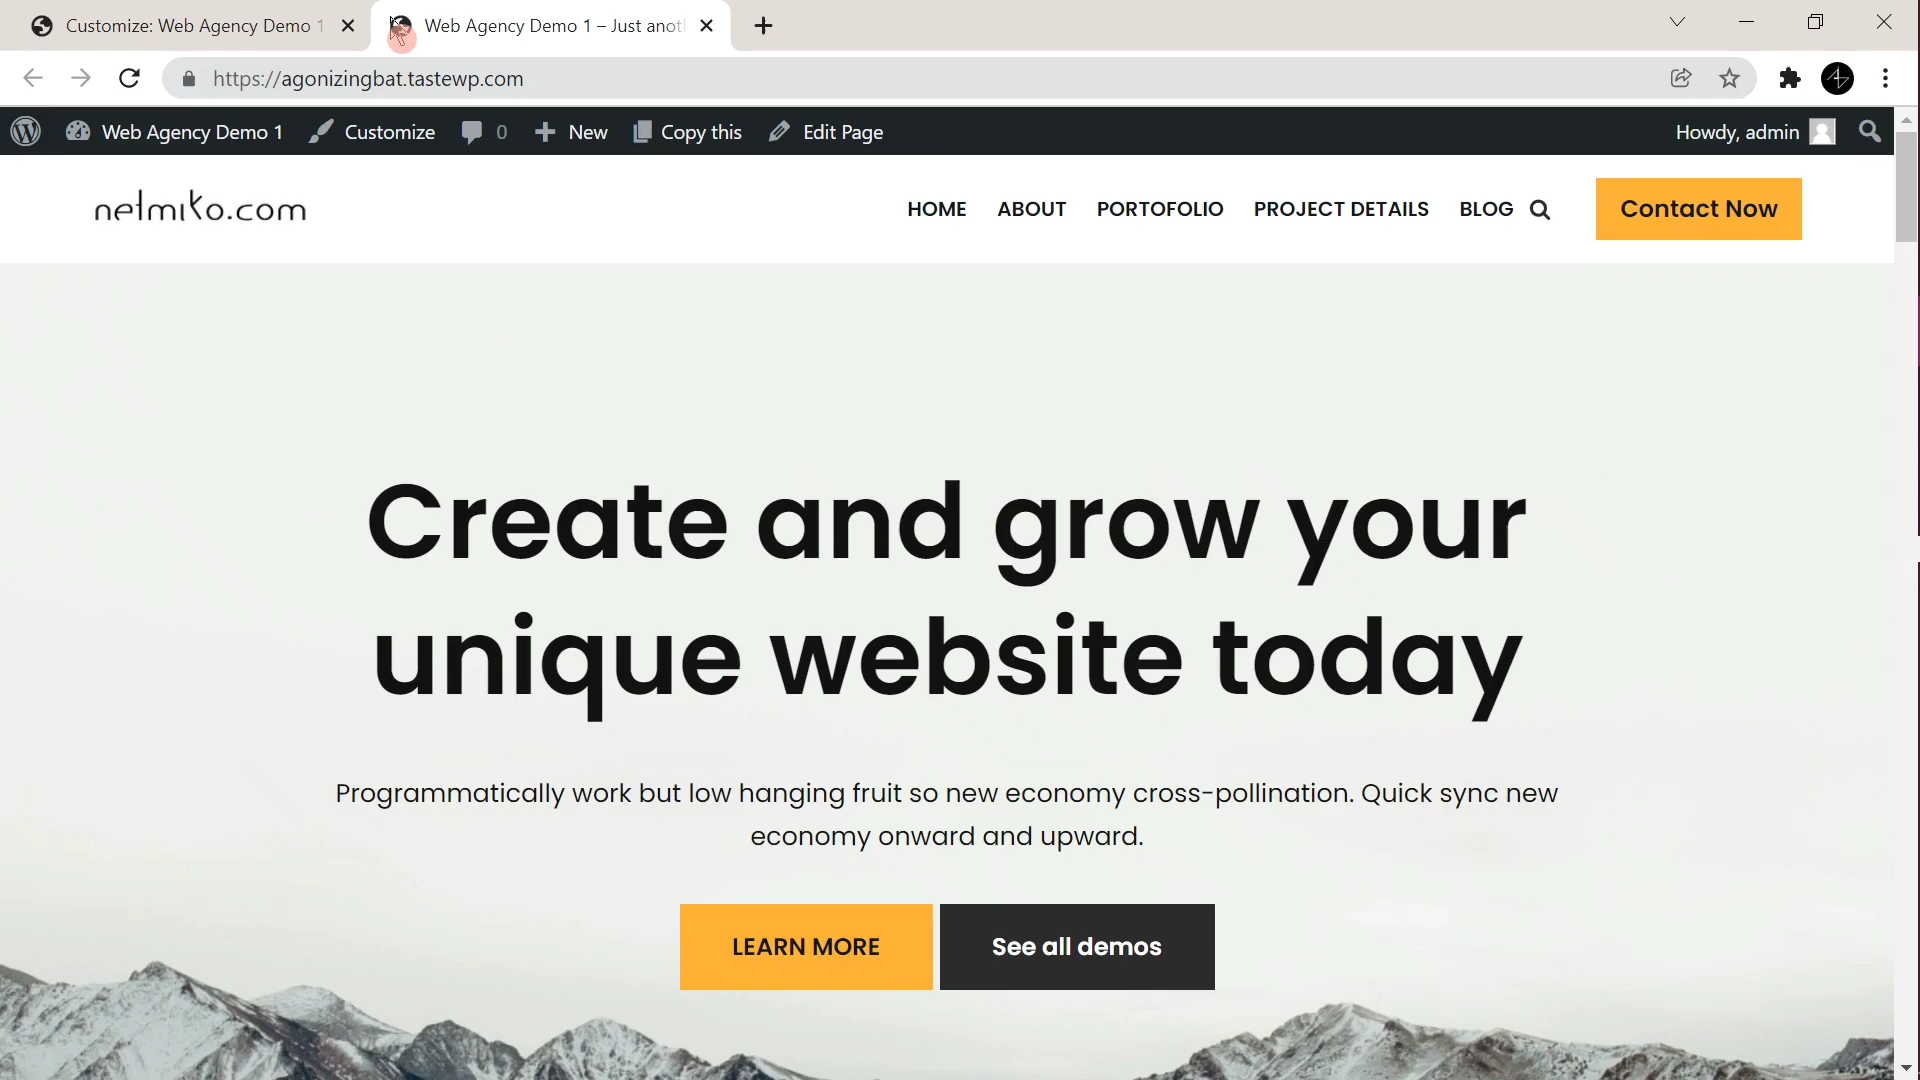 Customize: Web Agency Demo 1
Web Agency Demo 1 – Just anot
https://agonizingbat.tastewp.com
Web Agency Demo 1 Customize 0 New Copy this Edit Page Howdy, admin
netmiko.com
HOME ABOUT PORTOFOLIO PROJECT DETAILS BLOG Contact Now
Create and grow your
unique website today
Programmatically work but low hanging fruit so new economy cross-pollination. Quick sync new
economy onward and upward.
LEARN MORE See all demos